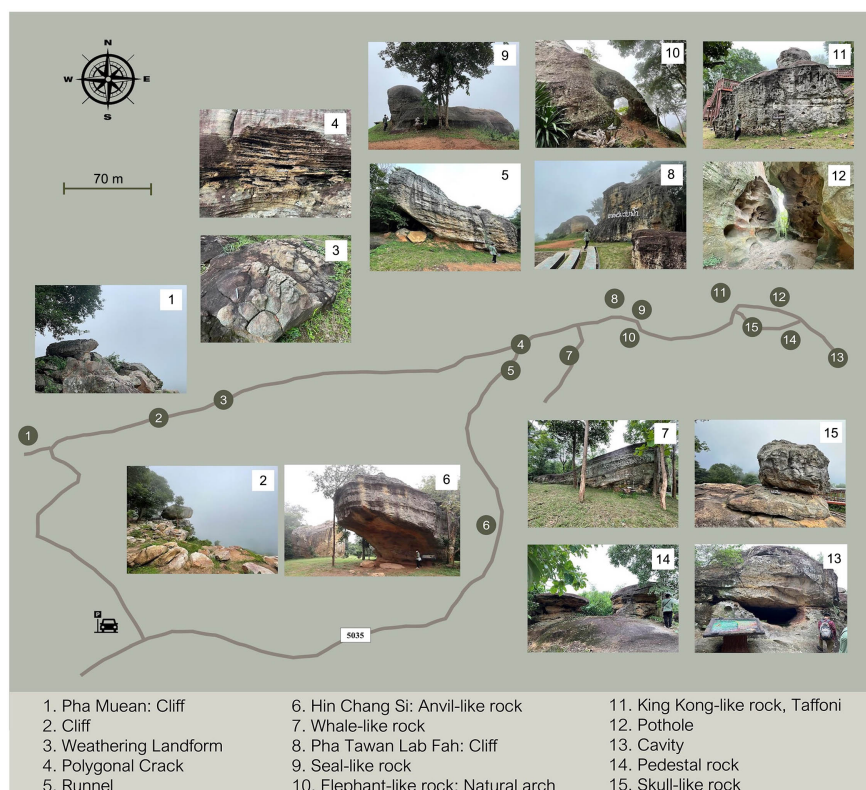 N
W E
S
70 m
9
10
11
4
5
8
12
3
1
11
12
8
9
10
15
14
13
4
7
5
3
2
1
2
6
7
15
6
14
13
P
5035
1. Pha Muean: Cliff
2. Cliff
3. Weathering Landform
4. Polygonal Crack
5. Runnel
6. Hin Chang Si: Anvil-like rock
7. Whale-like rock
8. Pha Tawan Lab Fah: Cliff
9. Seal-like rock
10. Elephant-like rock: Natural arch
11. King Kong-like rock, Taffoni
12. Pothole
13. Cavity
14. Pedestal rock
15. Skull-like rock